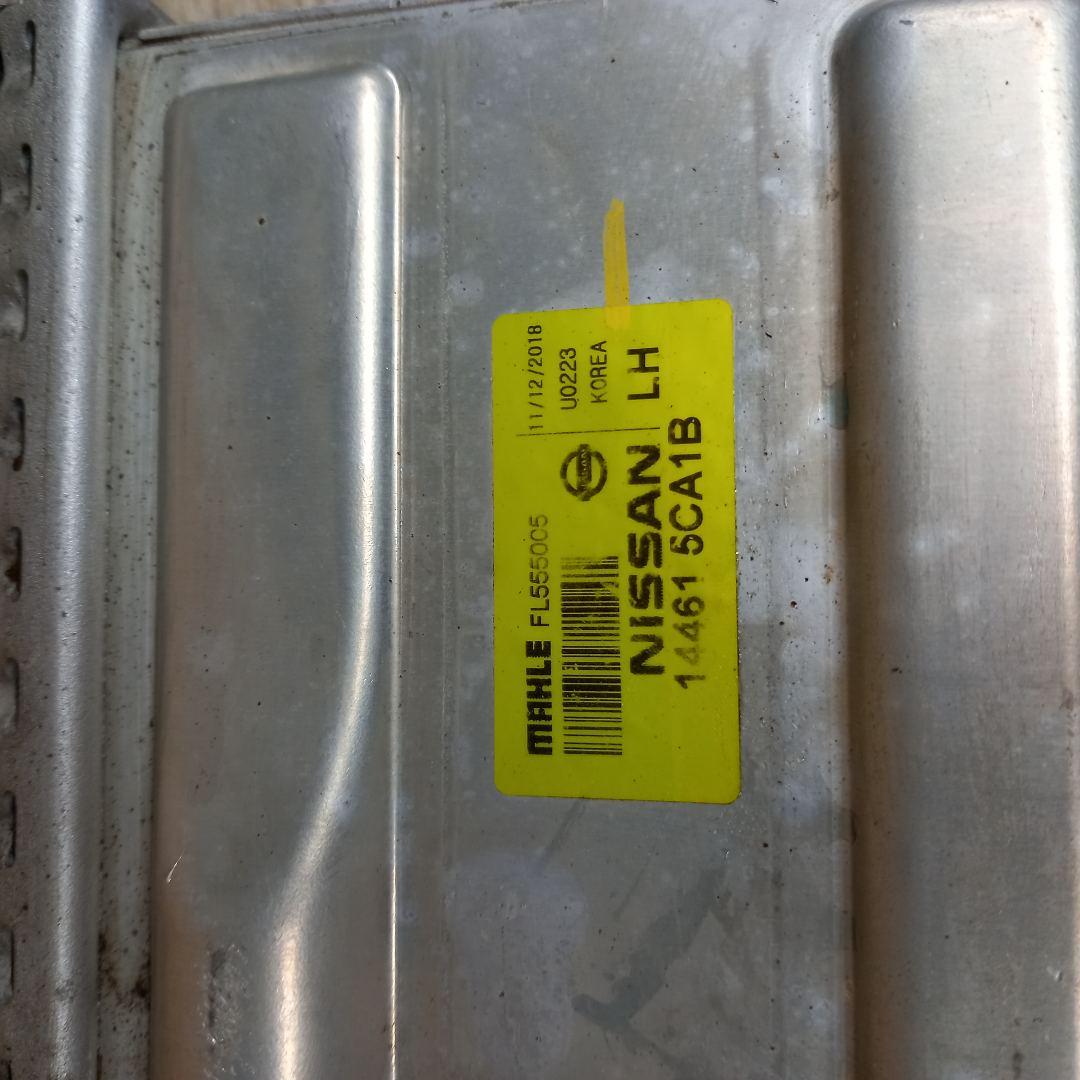 MAHLE FL5550C5
11/12/2018
U0223
KOREA
NISSAN LH
14461 5CA1B